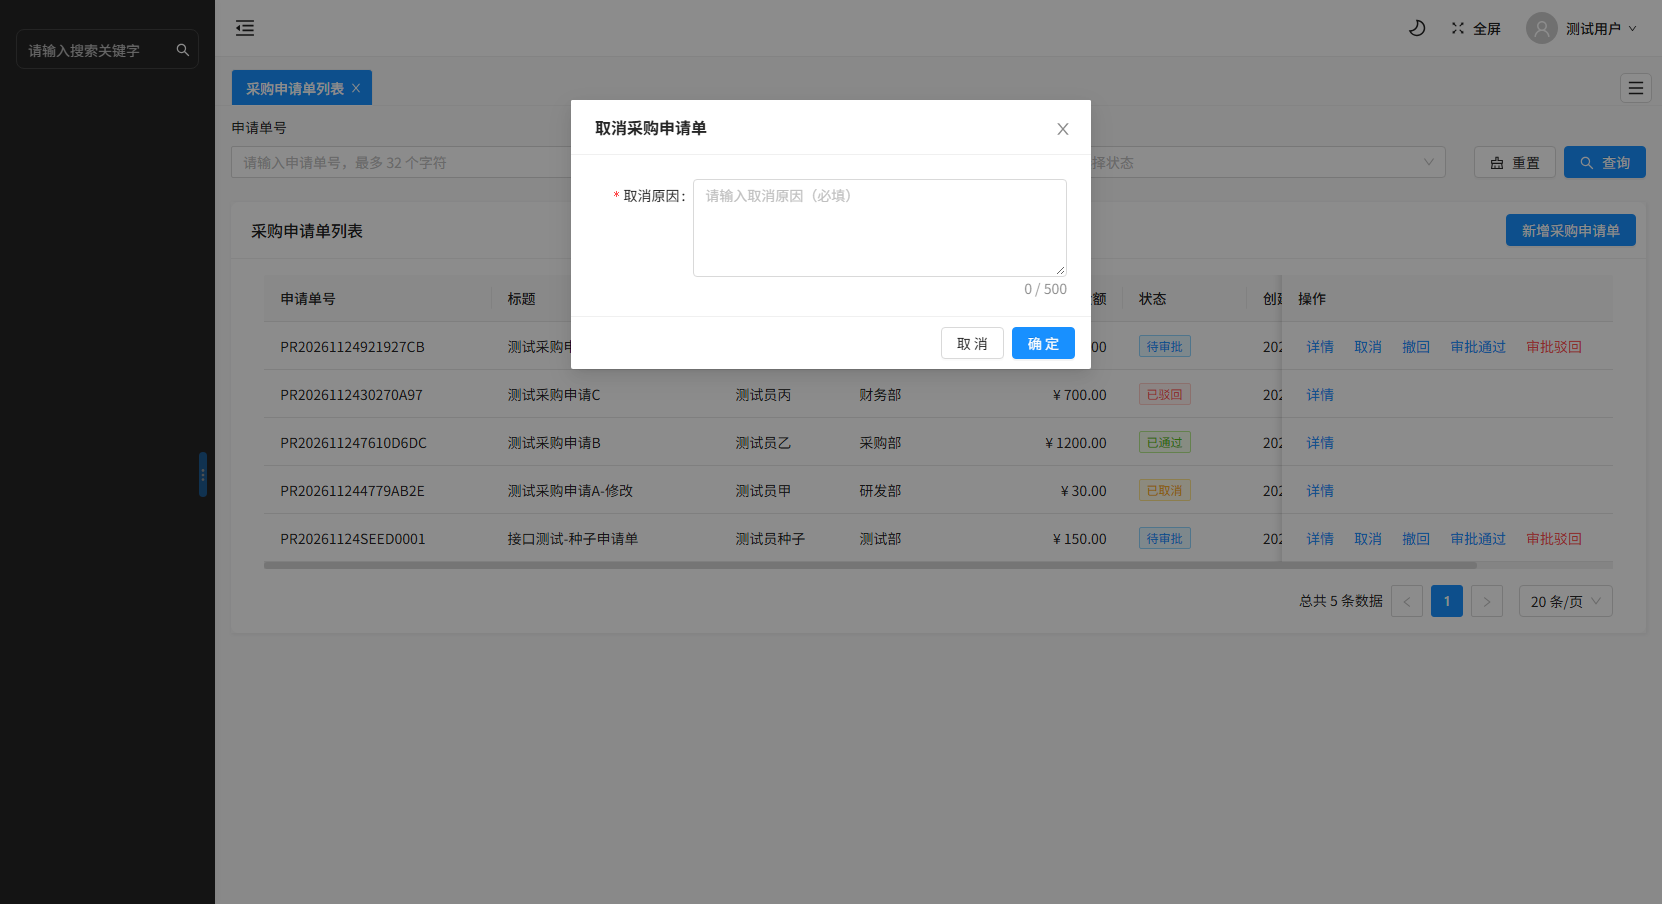 请输入搜索关键字
全屏
测试用户
采购申请单列表
申请单号
请输入申请单号，最多 32 个字符
择状态
重置
查询
采购申请单列表
新增采购申请单
取消采购申请单
* 取消原因：
请输入取消原因（必填）
0 / 500
取 消
确 定
申请单号 标题 额 状态 创建 操作
PR20261124921927CB 测试采购申 00 待审批 202 详情 取消 撤回 审批通过 审批驳回
PR2026112430270A97 测试采购申请C 测试员丙 财务部 ¥ 700.00 已驳回 202 详情
PR202611247610D6DC 测试采购申请B 测试员乙 采购部 ¥ 1200.00 已通过 202 详情
PR202611244779AB2E 测试采购申请A-修改 测试员甲 研发部 ¥ 30.00 已取消 202 详情
PR20261124SEED0001 接口测试-种子申请单 测试员种子 测试部 ¥ 150.00 待审批 202 详情 取消 撤回 审批通过 审批驳回
总共 5 条数据 < 1 > 20 条/页